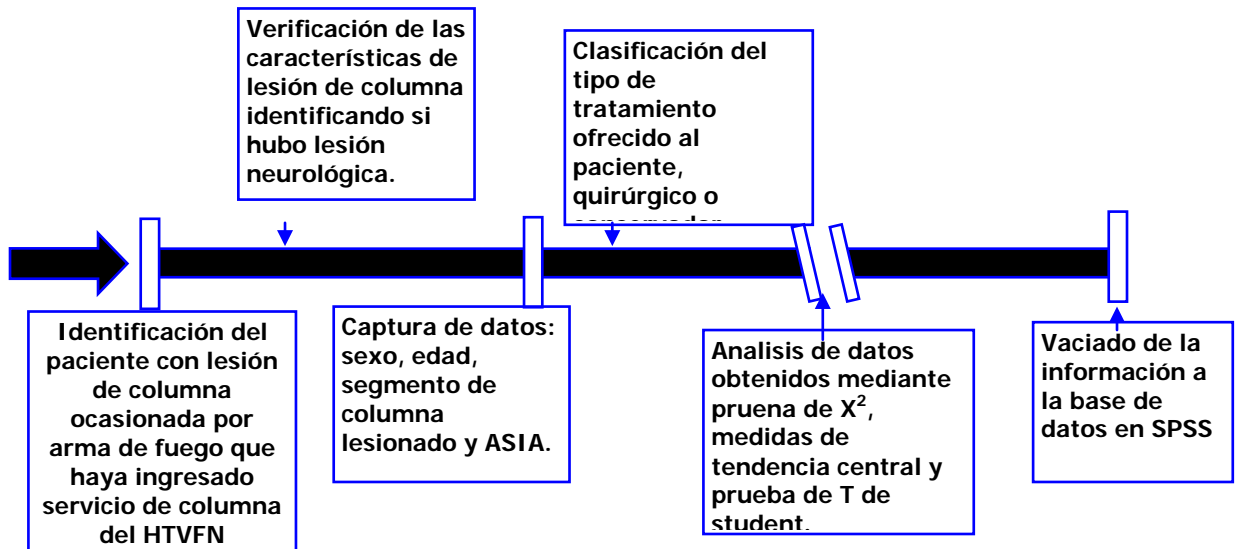 Verificación de las
características de
lesión de columna
identificando si
hubo lesión
neurológica.
Clasificación del
tipo de
tratamiento
ofrecido al
paciente,
quirúrgico o
Identificación del
paciente con lesión
de columna
ocasionada por
arma de fuego que
haya ingresado
servicio de columna
del HTVFN
Captura de datos:
sexo, edad,
segmento de
columna
lesionado y ASIA.
Analisis de datos
obtenidos mediante
pruena de X²,
medidas de
tendencia central y
prueba de T de
student.
Vaciado de la
información a
la base de
datos en SPSS